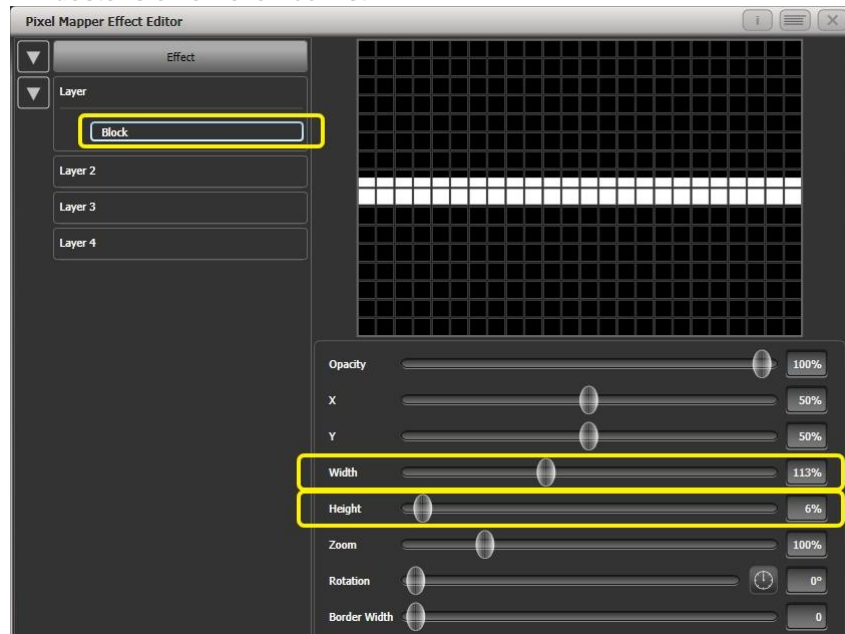 Pixel Mapper Effect Editor
Effect
Layer
Block
Layer 2
Layer 3
Layer 4
Opacity 100%
X 50%
Y 50%
Width 113%
Height 6%
Zoom 100%
Rotation 0°
Border Width 0